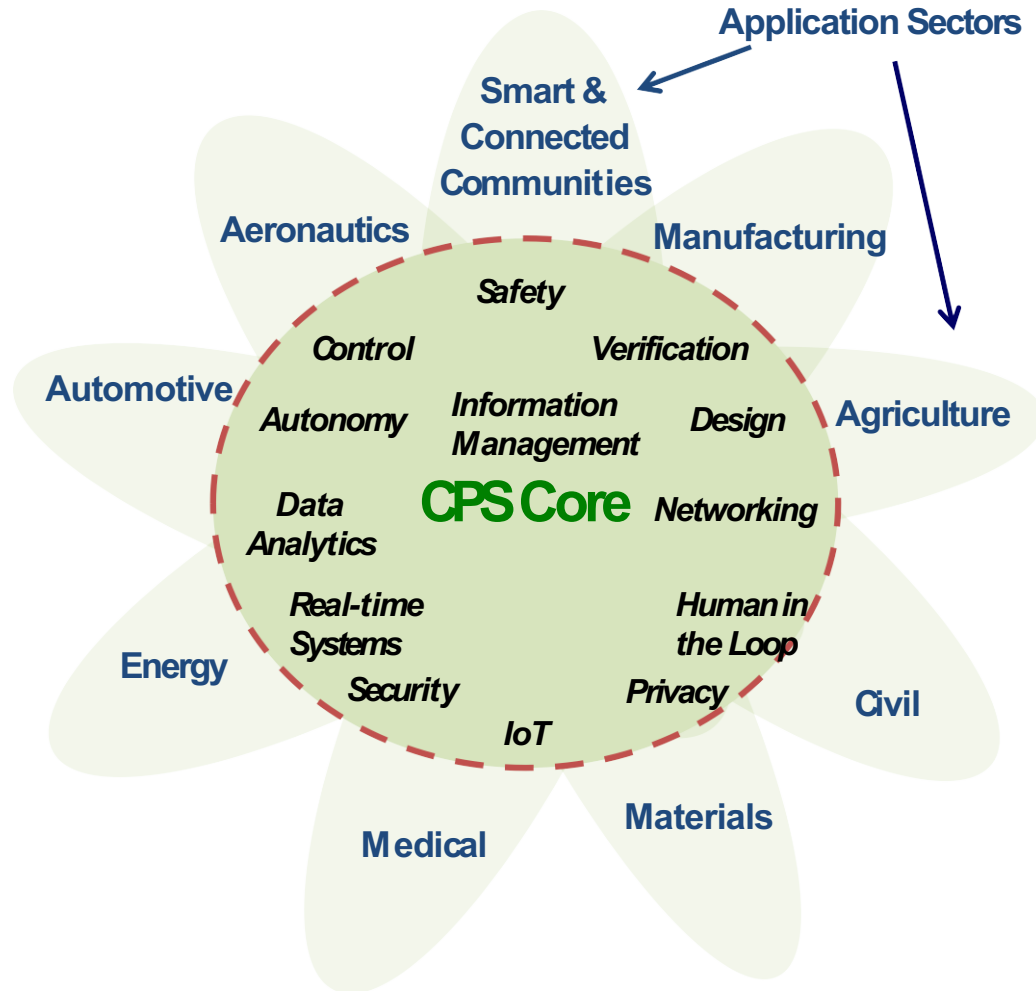 Application Sectors
Smart &
Connected
Communities
Aeronautics
Manufacturing
Safety
Control
Verification
Automotive
Autonomy
Information
Management
Design
Agriculture
Data
Analytics
CPS Core
Networking
Real-time
Systems
Human in
the Loop
Energy
Security
Privacy
Civil
IoT
Medical
Materials